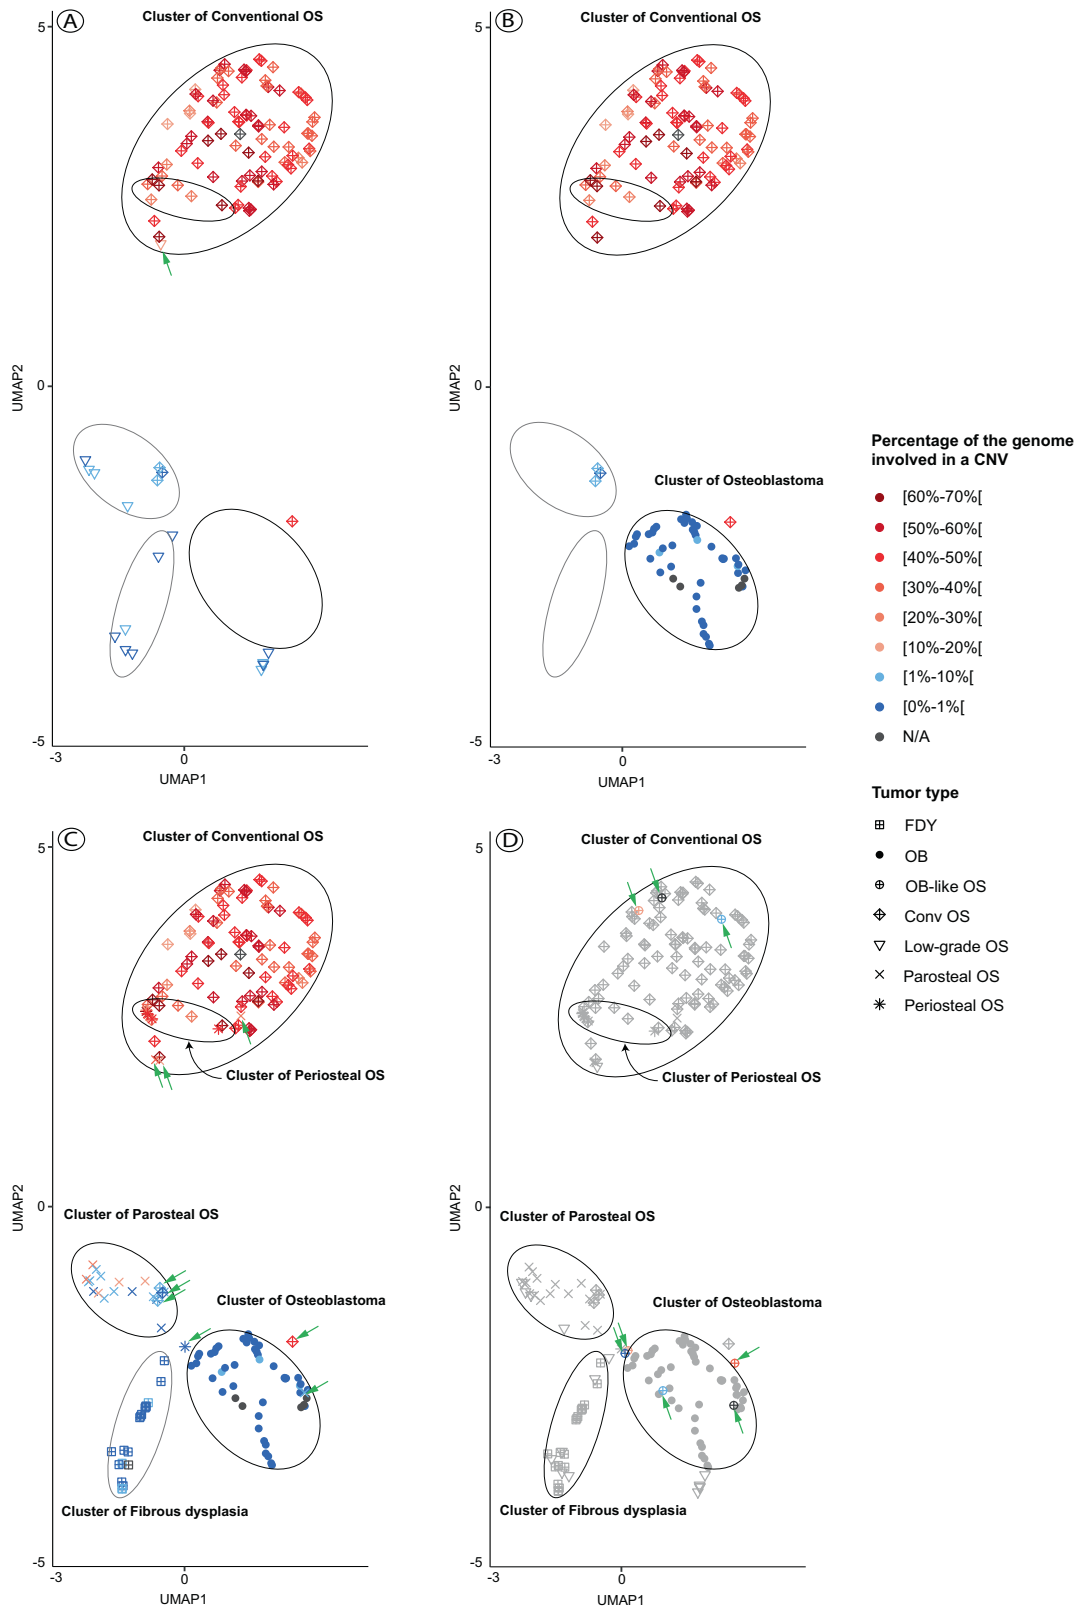 A
Cluster of Conventional OS
5
UMAP2
0
-5
-3
0
UMAP1
B
Cluster of Conventional OS
5
UMAP2
0
Cluster of Osteoblastoma
-5
-3
0
UMAP1
Percentage of the genome
involved in a CNV
[60%-70%[
[50%-60%[
[40%-50%[
[30%-40%[
[20%-30%[
[10%-20%[
[1%-10%[
[0%-1%[
N/A
Tumor type
FDY
OB
OB-like OS
Conv OS
Low-grade OS
Parosteal OS
Periosteal OS
C
Cluster of Conventional OS
5
Cluster of Periosteal OS
UMAP2
0
Cluster of Parosteal OS
Cluster of Osteoblastoma
Cluster of Fibrous dysplasia
-5
-3
0
UMAP1
D
Cluster of Conventional OS
5
Cluster of Periosteal OS
UMAP2
0
Cluster of Parosteal OS
Cluster of Osteoblastoma
Cluster of Fibrous dysplasia
-5
-3
0
UMAP1